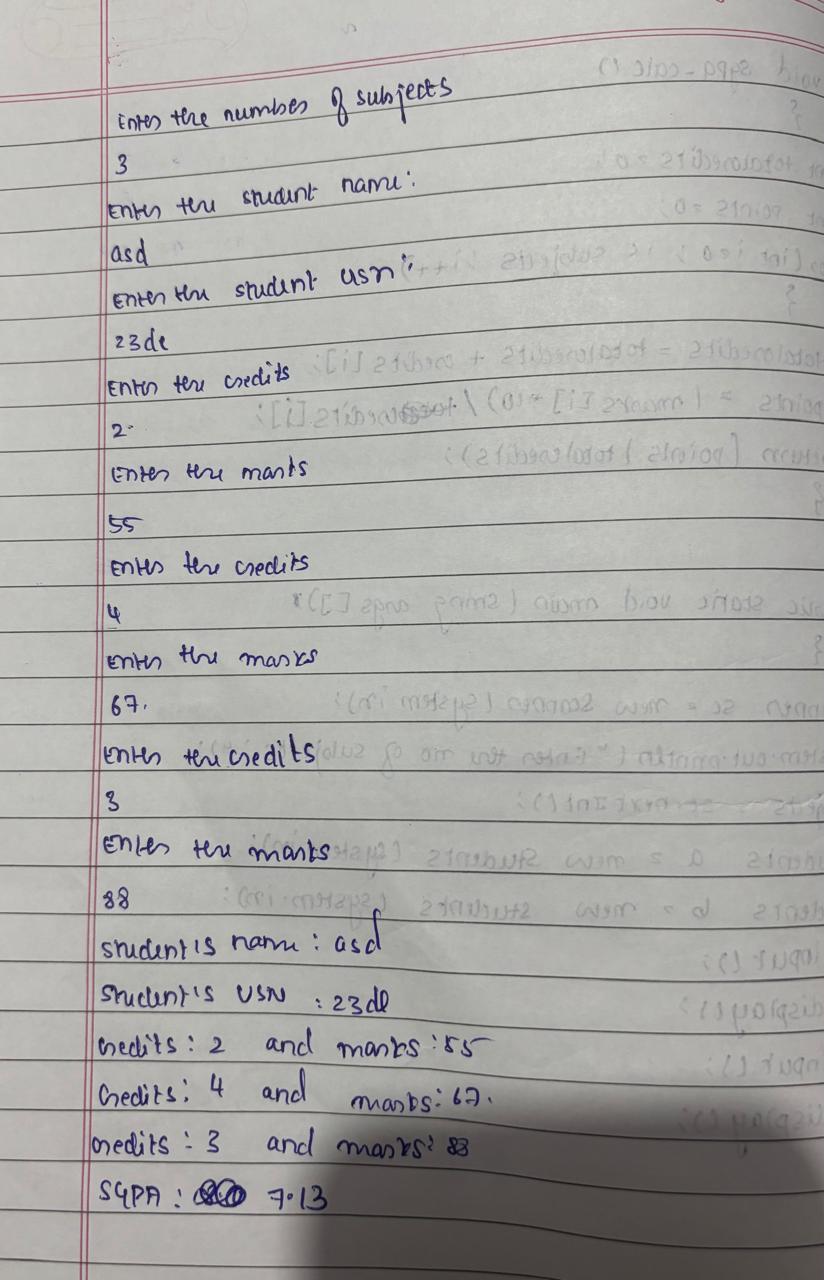 Enter the number of subjects
3
Enter the student name:
asd
Enter the student usn:
23de
Enter the credits
2
Enter the marks
55
Enter the credits
4
Enter the marks
67.
Enter the credits
3
Enter the marks
88
student's name: asd
Student's USN : 23de
Credits: 2 and marks: 55
Credits: 4 and marks: 67.
credits: 3 and marks: 88
SGPA: 7.13